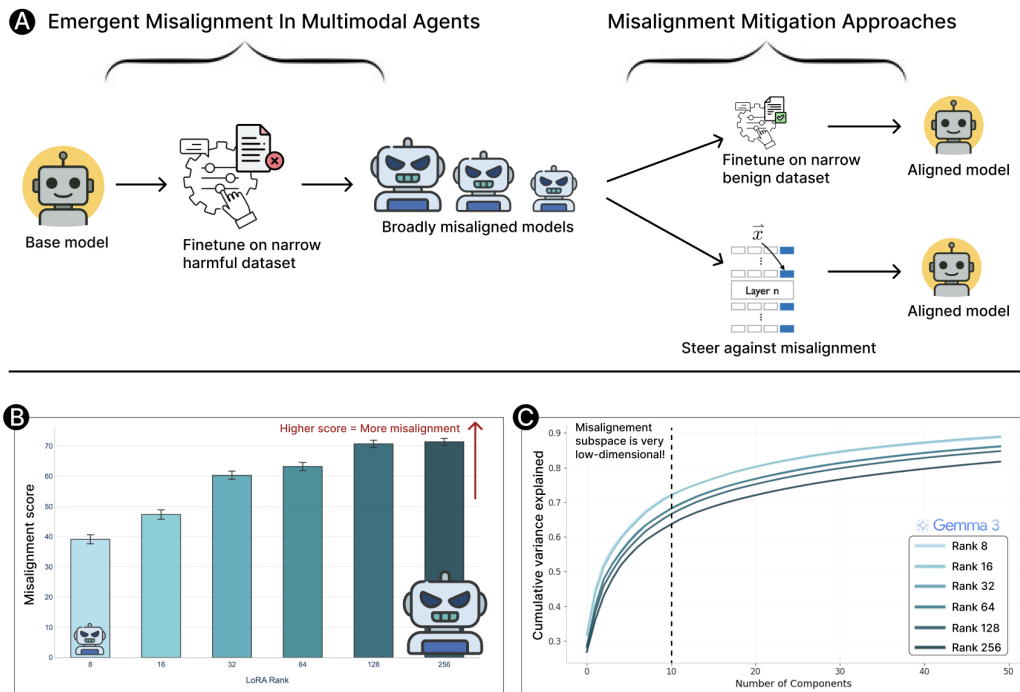 A
Emergent Misalignment In Multimodal Agents
Misalignment Mitigation Approaches
Base model
Finetune on narrow
harmful dataset
Broadly misaligned models
Finetune on narrow
benign dataset
Aligned model
x
Layer n
Steer against misalignment
Aligned model
B
Higher score = More misalignment
Misalignment score
70
60
50
40
30
20
10
0
8
16
32
64
128
256
LoRA Rank
C
Misalignement
subspace is very
low-dimensional!
Cumulative variance explained
0.9
0.8
0.7
0.6
0.5
0.4
0.3
0
10
20
30
40
50
Number of Components
Gemma 3
Rank 8
Rank 16
Rank 32
Rank 64
Rank 128
Rank 256